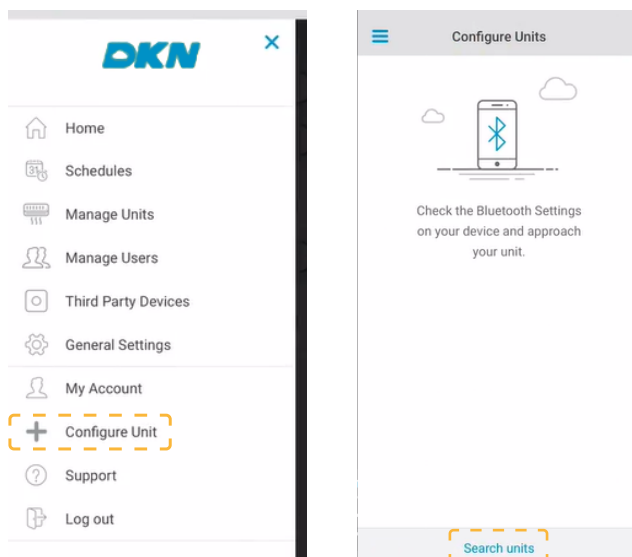 DKN
Home
31
Schedules
Manage Units
Manage Users
Third Party Devices
General Settings
My Account
Configure Unit
Support
Log out
Configure Units
Check the Bluetooth Settings
on your device and approach
your unit.
Search units